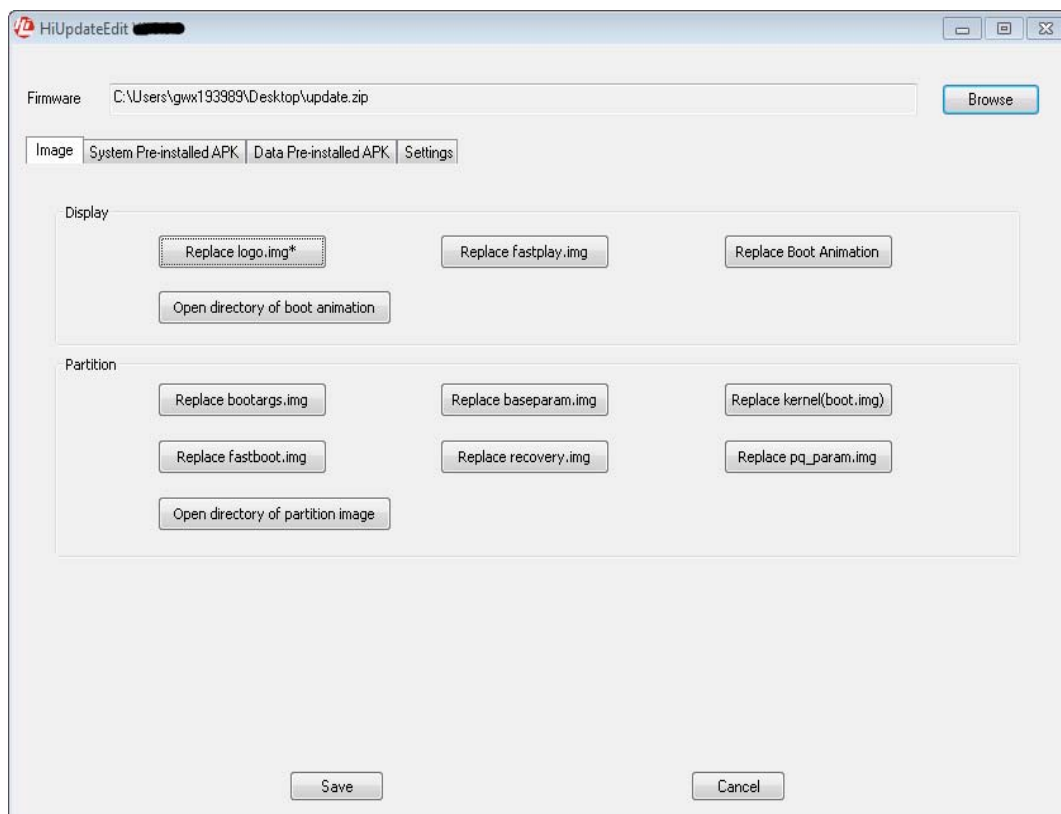 HiUpdateEdit
Firmware C:\Users\gwx193989\Desktop\update.zip Browse
Image System Pre-installed APK Data Pre-installed APK Settings
Display
Replace logo.img* Replace fastplay.img Replace Boot Animation
Open directory of boot animation
Partition
Replace bootargs.img Replace baseparam.img Replace kernel(boot.img)
Replace fastboot.img Replace recovery.img Replace pq_param.img
Open directory of partition image
Save Cancel